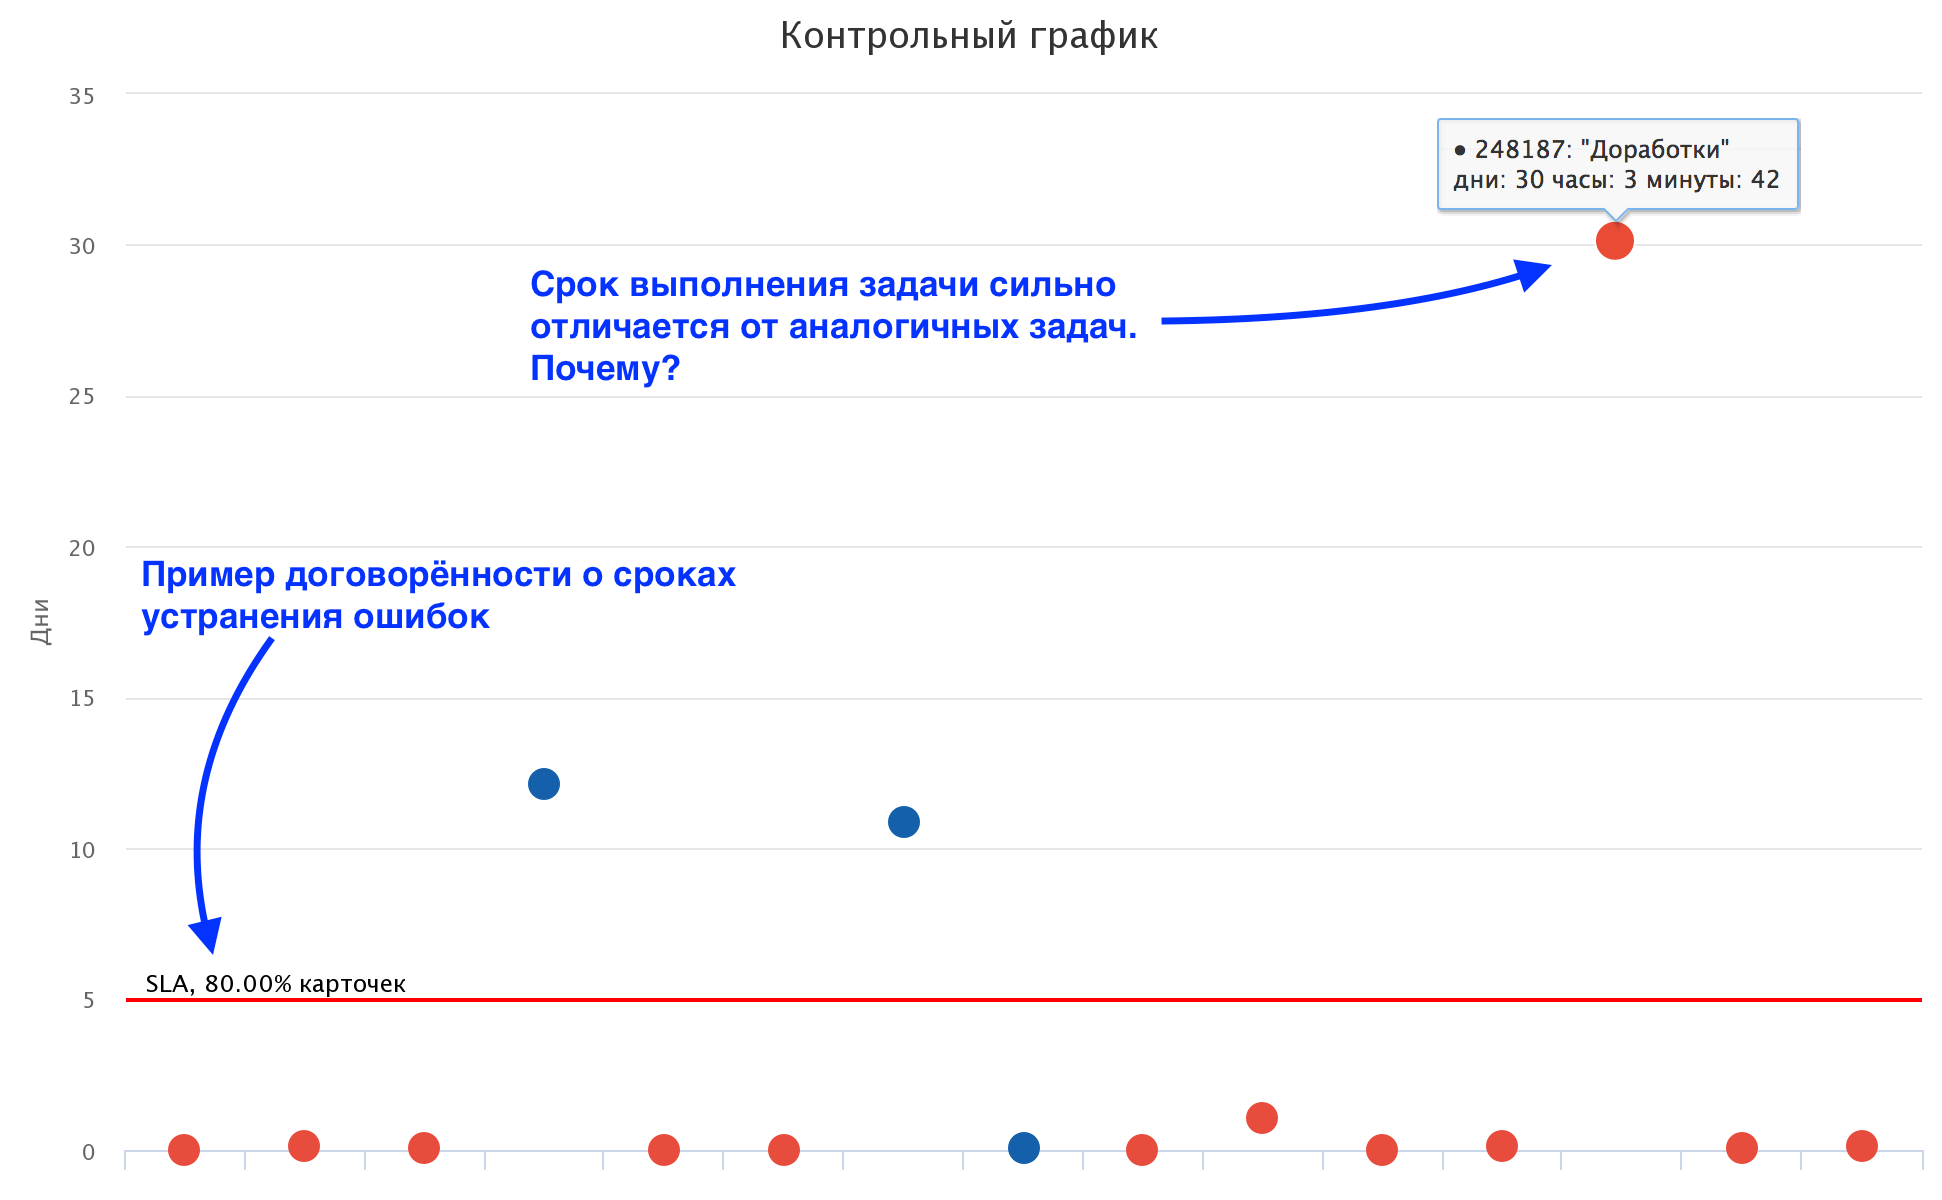 Контрольный график
35
• 248187: "Доработки"
дни: 30 часы: 3 минуты: 42
30
Срок выполнения задачи сильно
отличается от аналогичных задач.
Почему?
25
20
Пример договорённости о сроках
устранения ошибок
Дни
15
10
SLA, 80.00% карточек
5
0